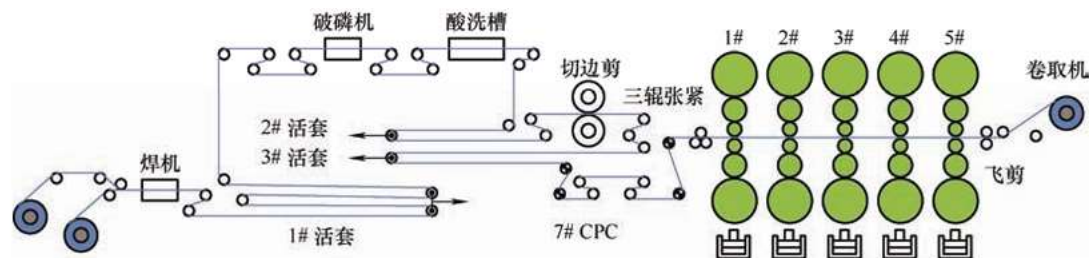 破磷机
酸洗槽
切边剪
三辊张紧
1#
2#
3#
4#
5#
卷取机
2# 活套
3# 活套
焊机
飞剪
1# 活套
7# CPC